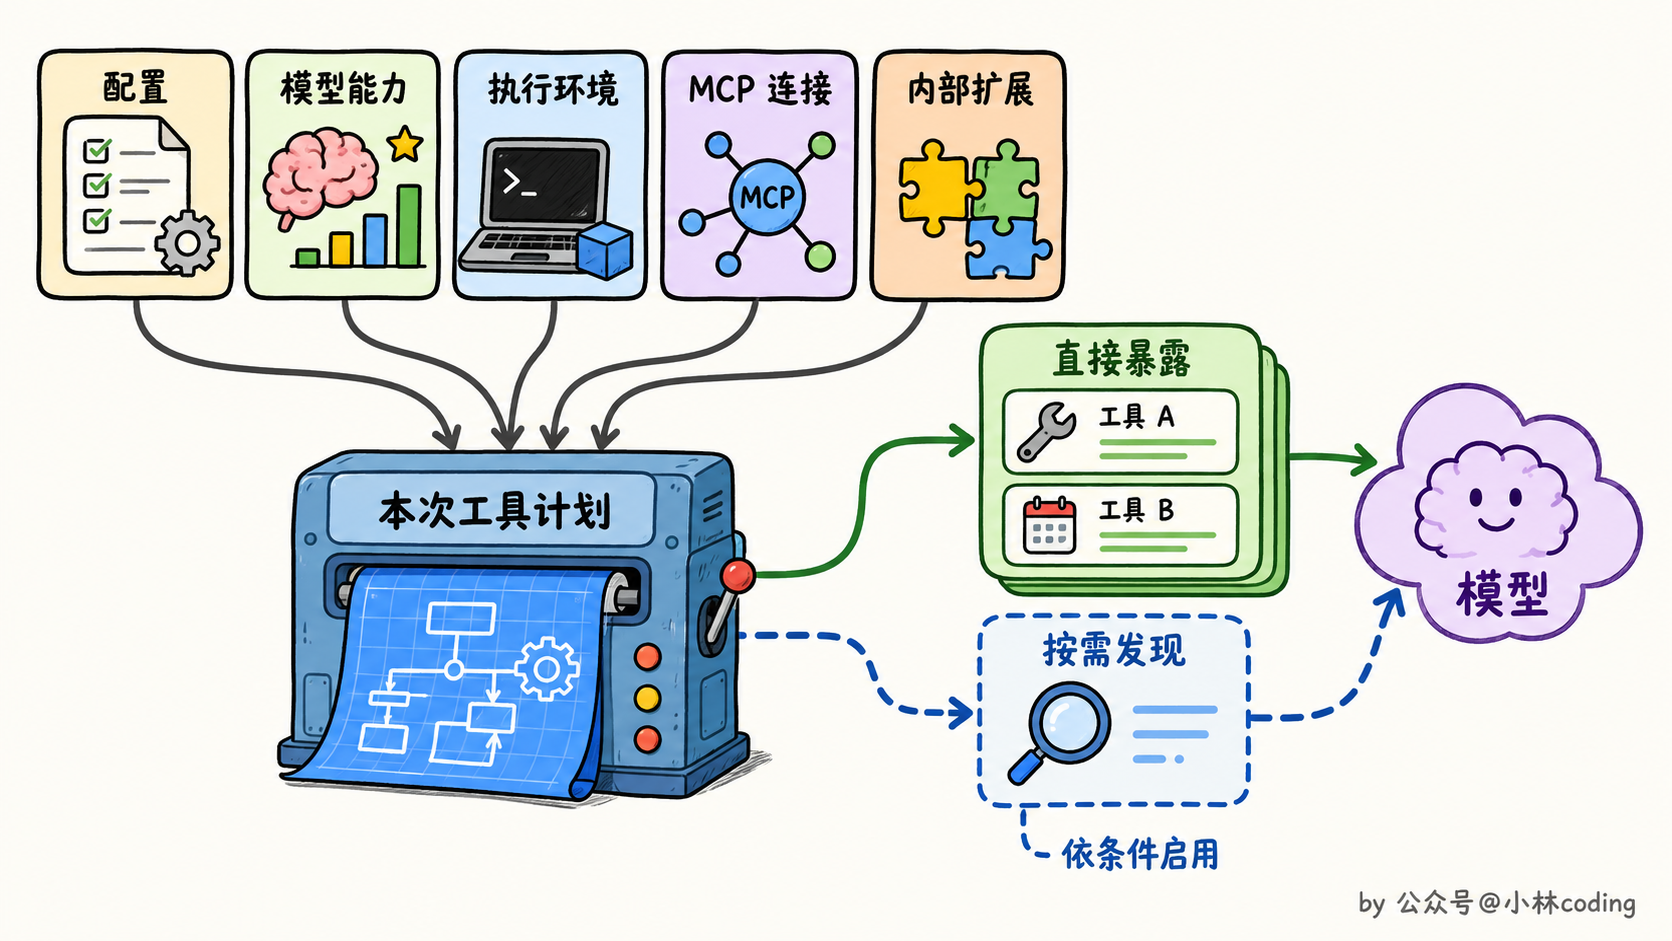 配置
模型能力
执行环境
MCP 连接
内部扩展
>_
MCP
本次工具计划
直接暴露
工具 A
工具 B
模型
按需发现
依条件启用
by 公众号@小林coding